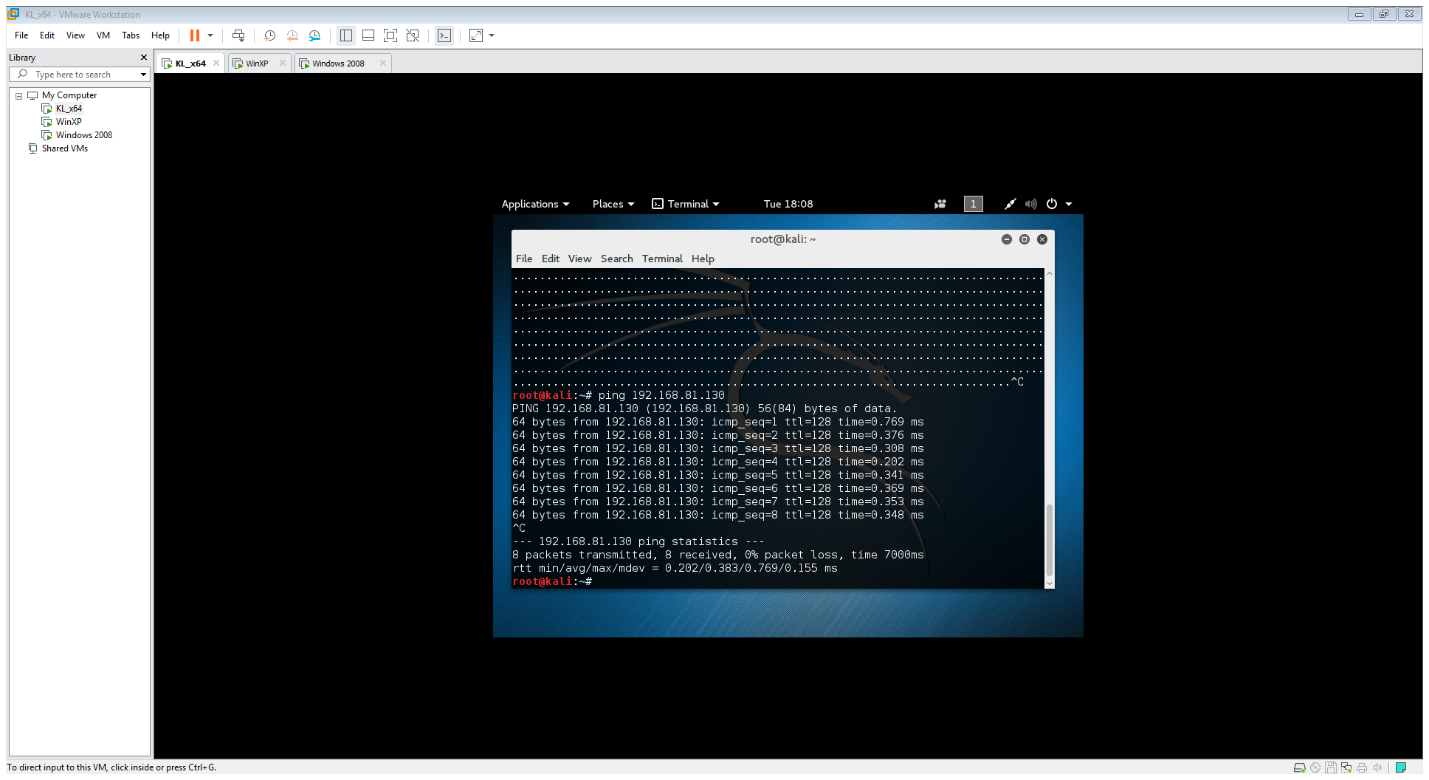 KL_x64 - VMware Workstation
File Edit View VM Tabs Help
Library
Type here to search
My Computer
KL_x64
WinXP
Windows 2008
Shared VMs
KL_x64 WinXP Windows 2008
Applications Places Terminal Tue 18:08 1
root@kali: ~
File Edit View Search Terminal Help
................................................................................
................................................................................
................................................................................
................................................................................
................................................................................
................................................................................
................................................................................
................................................................................
...........................................................................^C
root@kali:~# ping 192.168.81.130
PING 192.168.81.130 (192.168.81.130) 56(84) bytes of data.
64 bytes from 192.168.81.130: icmp_seq=1 ttl=128 time=0.769 ms
64 bytes from 192.168.81.130: icmp_seq=2 ttl=128 time=0.376 ms
64 bytes from 192.168.81.130: icmp_seq=3 ttl=128 time=0.308 ms
64 bytes from 192.168.81.130: icmp_seq=4 ttl=128 time=0.202 ms
64 bytes from 192.168.81.130: icmp_seq=5 ttl=128 time=0.341 ms
64 bytes from 192.168.81.130: icmp_seq=6 ttl=128 time=0.369 ms
64 bytes from 192.168.81.130: icmp_seq=7 ttl=128 time=0.353 ms
64 bytes from 192.168.81.130: icmp_seq=8 ttl=128 time=0.348 ms
^C
--- 192.168.81.130 ping statistics ---
8 packets transmitted, 8 received, 0% packet loss, time 7000ms
rtt min/avg/max/mdev = 0.202/0.383/0.769/0.155 ms
root@kali:~#
To direct input to this VM, click inside or press Ctrl+G.